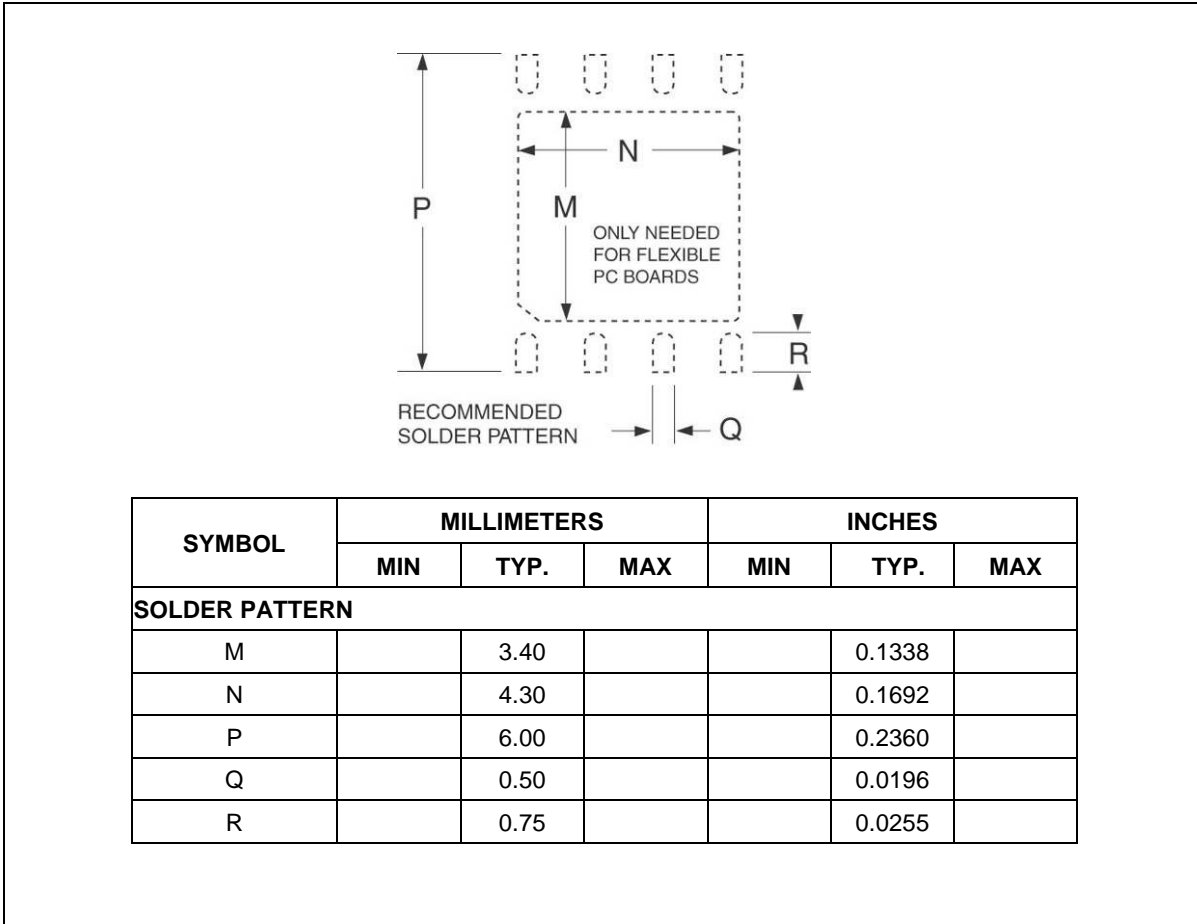 N
P
M
ONLY NEEDED
FOR FLEXIBLE
PC BOARDS
R
RECOMMENDED
SOLDER PATTERN
Q
SYMBOL MILLIMETERS INCHES
MIN TYP. MAX MIN TYP. MAX
SOLDER PATTERN
M 3.40 0.1338
N 4.30 0.1692
P 6.00 0.2360
Q 0.50 0.0196
R 0.75 0.0255